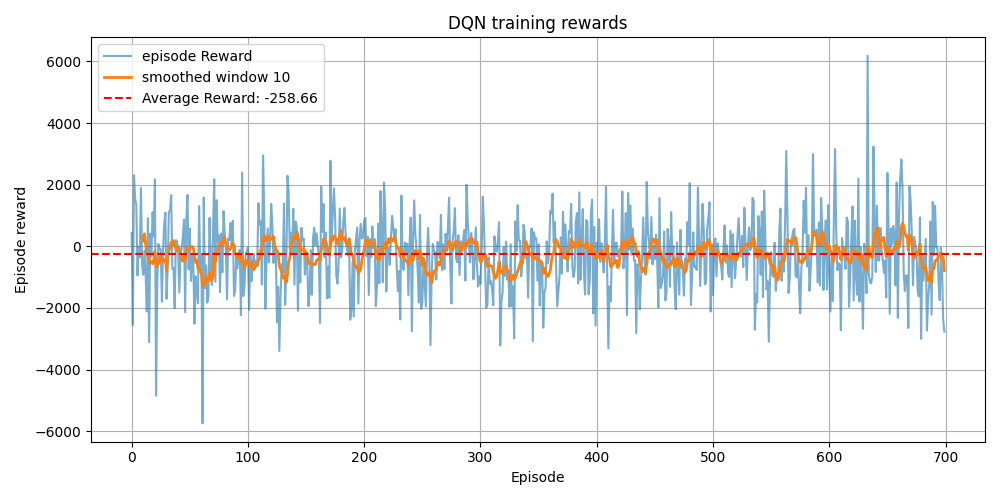 DQN training rewards
episode Reward
smoothed window 10
Average Reward: -258.66
Episode reward
6000
4000
2000
0
−2000
−4000
−6000
0 100 200 300 400 500 600 700
Episode